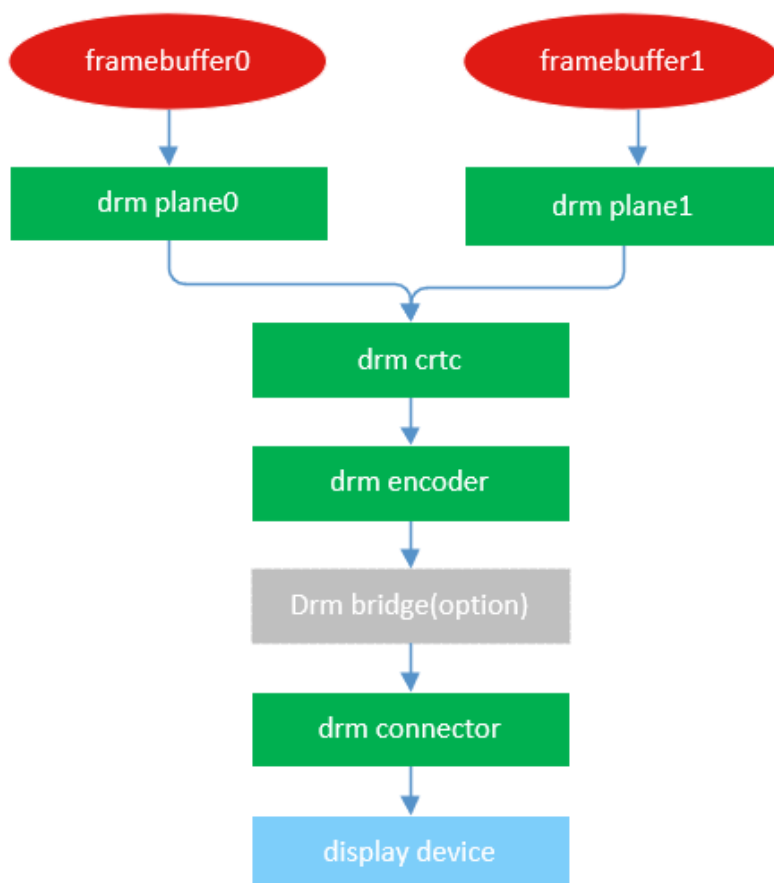 framebuffer0
framebuffer1
drm plane0
drm plane1
drm crtc
drm encoder
Drm bridge(option)
drm connector
display device